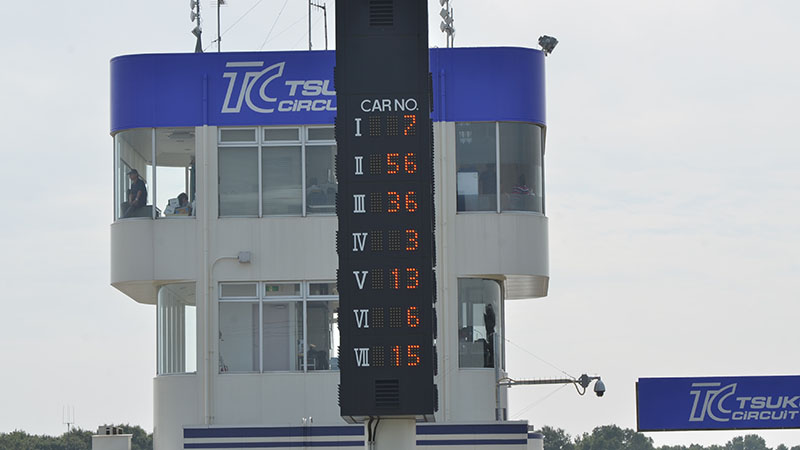 TC TSUK
CIRCUI
CAR NO.
I 7
II 56
III 36
IV 3
V 13
VI 6
VII 15
TC TSUK
CIRCUIT